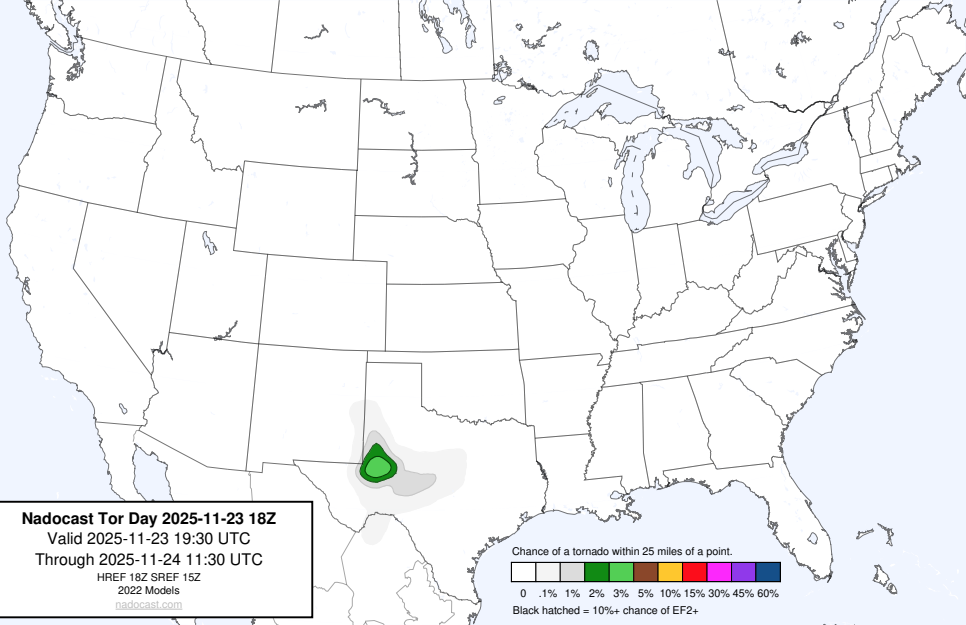 Nadocast Tor Day 2025-11-23 18Z
Valid 2025-11-23 19:30 UTC
Through 2025-11-24 11:30 UTC
HREF 18Z SREF 15Z
2022 Models
nadocast.com
Chance of a tornado within 25 miles of a point.
0 .1% 1% 2% 3% 5% 10% 15% 30% 45% 60%
Black hatched = 10%+ chance of EF2+